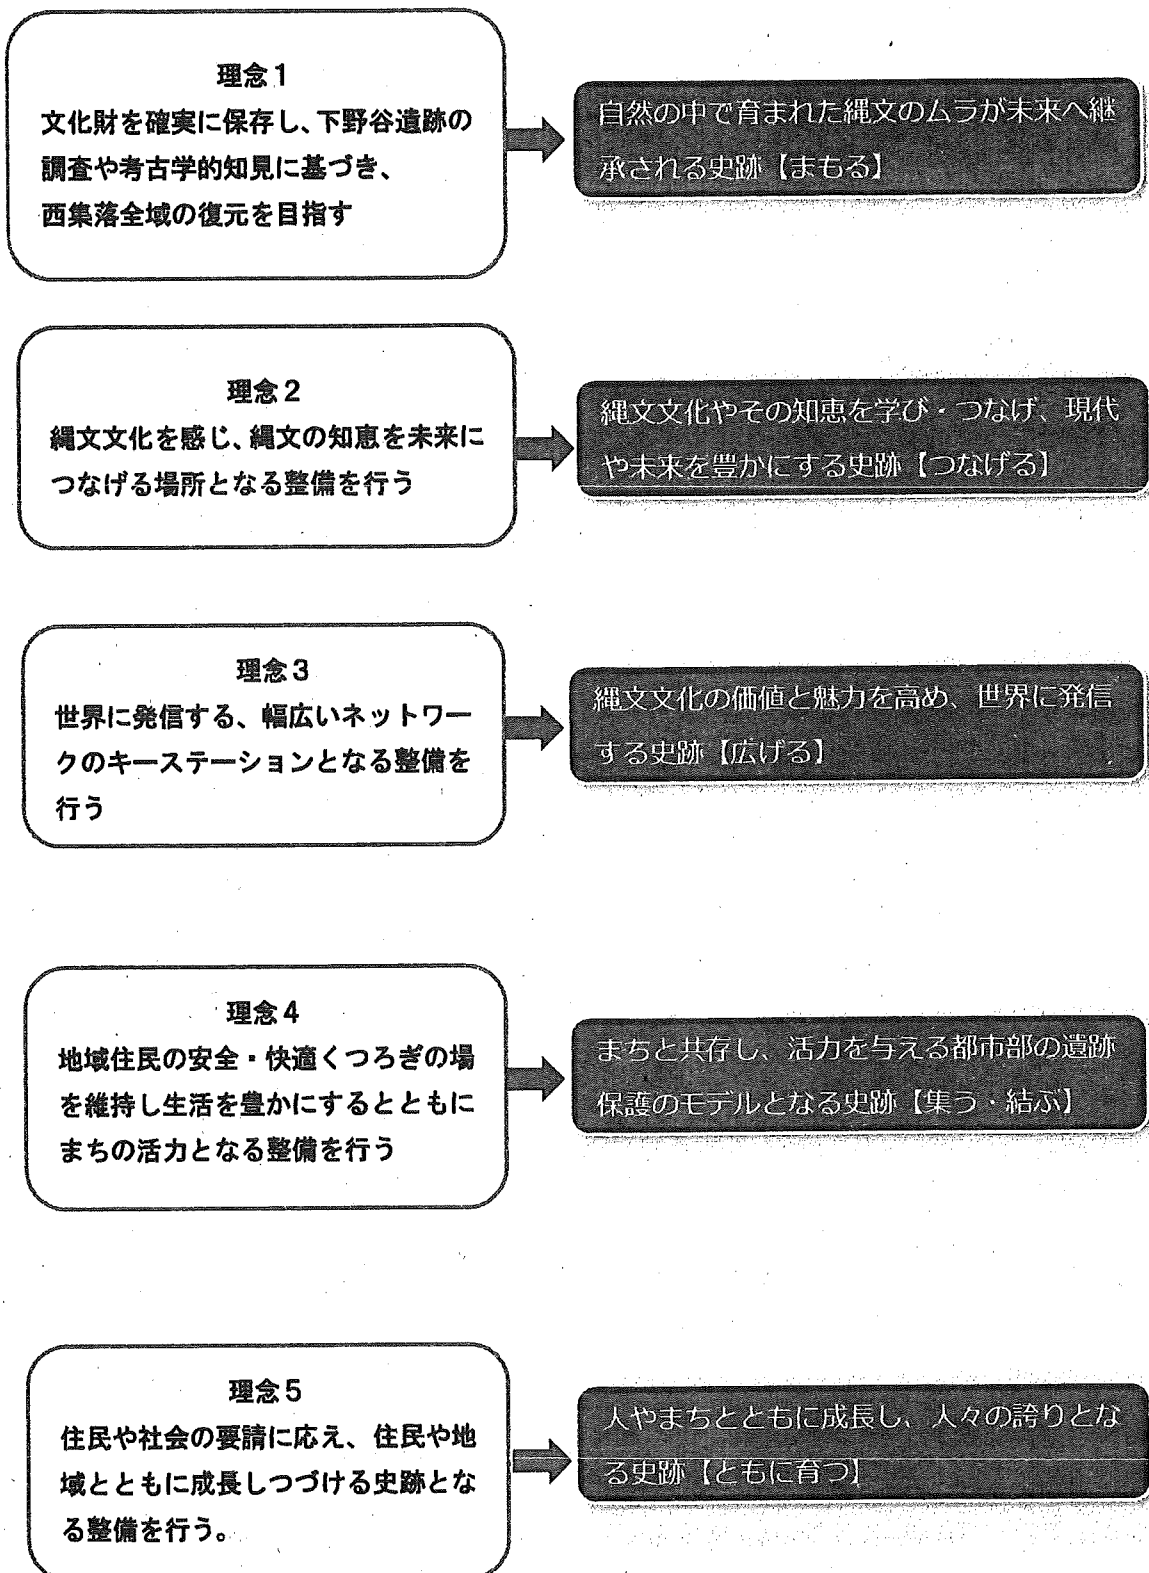 理念1
文化財を確実に保存し、下野谷遺跡の
調査や考古学的知見に基づき、
西集落全域の復元を目指す
自然の中で育まれた縄文のムラが未来へ継
承される史跡【まもる】
理念2
縄文文化を感じ、縄文の知恵を未来に
つなげる場所となる整備を行う
縄文文化やその知恵を学び・つなげ、現代
や未来を豊かにする史跡【つなげる】
理念3
世界に発信する、幅広いネットワー
クのキーステーションとなる整備を
行う
縄文文化の価値と魅力を高め、世界に発信
する史跡【広げる】
理念4
地域住民の安全・快適くつろぎの場
を維持し生活を豊かにするとともに
まちの活力となる整備を行う
まちと共存し、活力を与える都市部の遺跡
保護のモデルとなる史跡【集う・結ぶ】
理念5
住民や社会の要請に応え、住民や地
域とともに成長しつづける史跡とな
る整備を行う。
人やまちとともに成長し、人々の誇りとな
る史跡【ともに育つ】